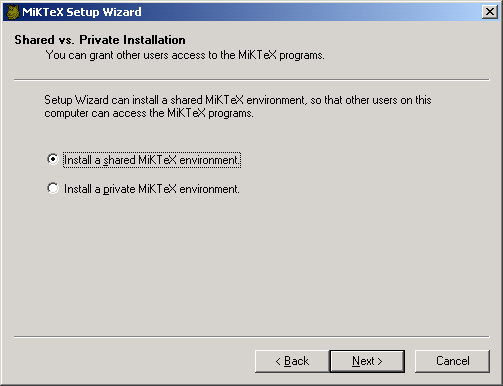 MiKTeX Setup Wizard
Shared vs. Private Installation
You can grant other users access to the MiKTeX programs.
Setup Wizard can install a shared MiKTeX environment, so that other users on this
computer can access the MiKTeX programs.
Install a shared MiKTeX environment.
Install a private MiKTeX environment.
< Back Next > Cancel